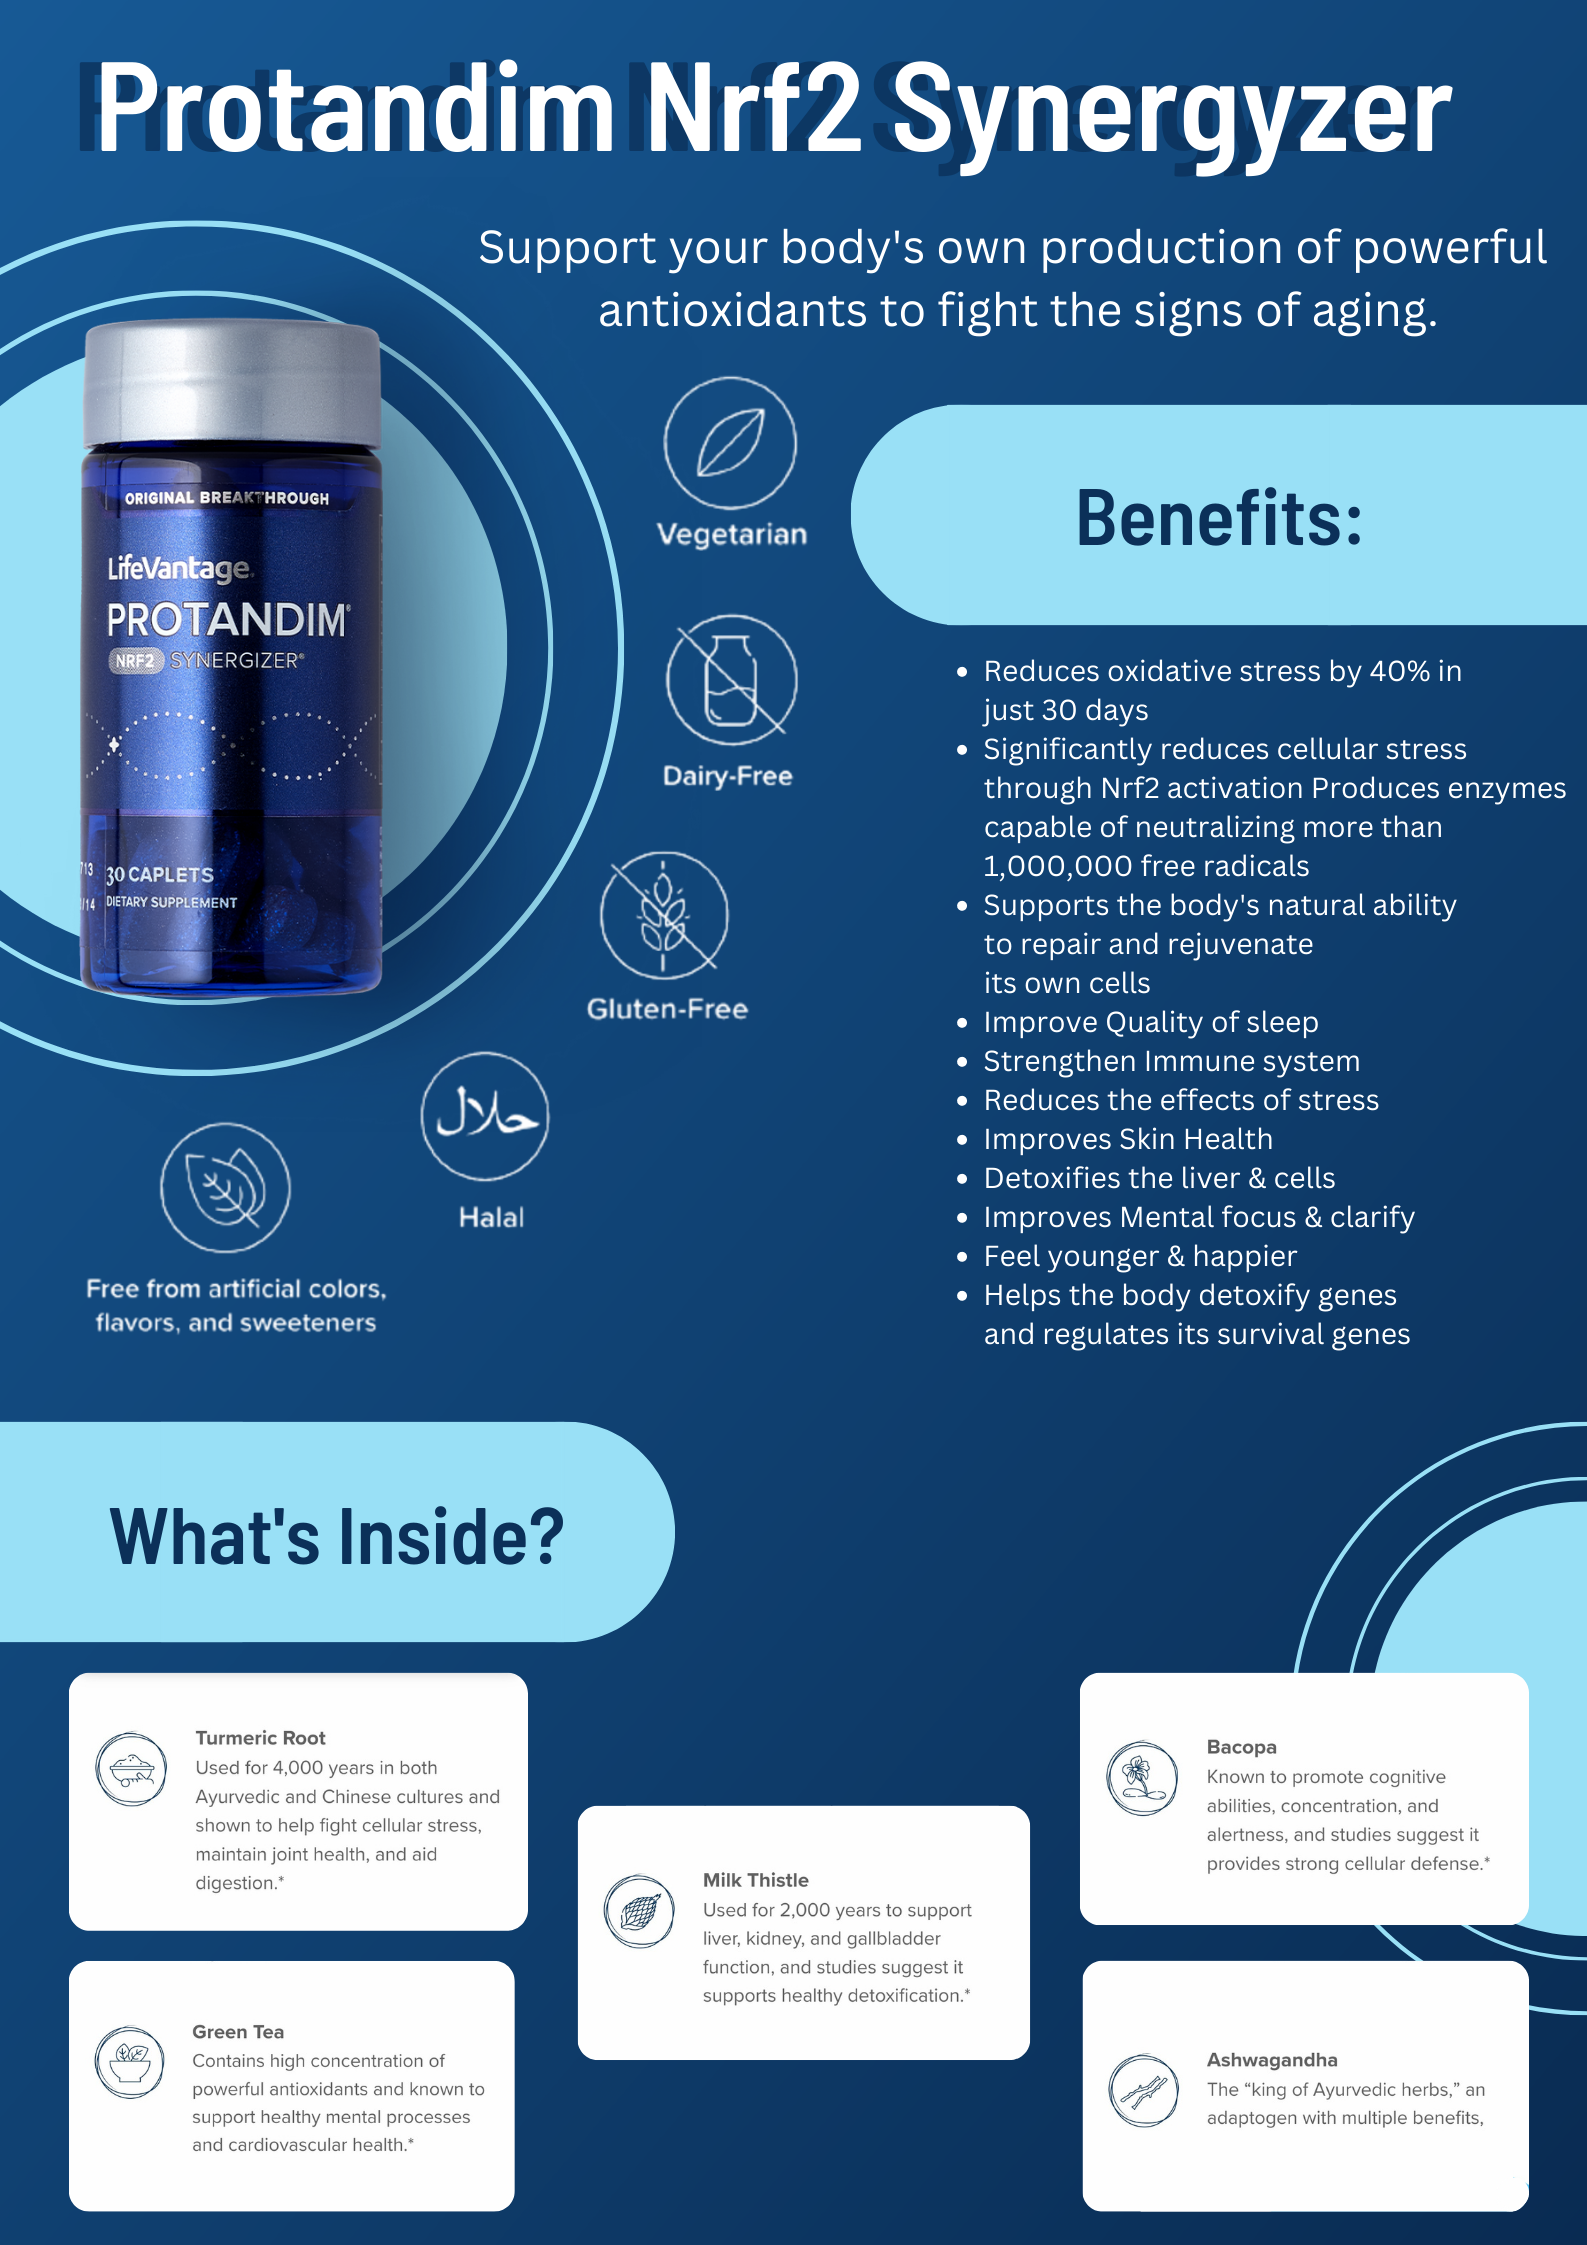 Protandim Nrf2 Synergyzer
Support your body's own production of powerful
antioxidants to fight the signs of aging.
ORIGINAL BREAKTHROUGH
LifeVantage
PROTANDIM®
NRF2 SYNERGIZER®
713
1/14
30 CAPLETS
DIETARY SUPPLEMENT
Vegetarian
Dairy-Free
Gluten-Free
حلال
Halal
Free from artificial colors,
flavors, and sweeteners
Benefits:
• Reduces oxidative stress by 40% in
just 30 days
• Significantly reduces cellular stress
through Nrf2 activation Produces enzymes
capable of neutralizing more than
1,000,000 free radicals
• Supports the body's natural ability
to repair and rejuvenate
its own cells
• Improve Quality of sleep
• Strengthen Immune system
• Reduces the effects of stress
• Improves Skin Health
• Detoxifies the liver & cells
• Improves Mental focus & clarify
• Feel younger & happier
• Helps the body detoxify genes
and regulates its survival genes
What's Inside?
Turmeric Root
Used for 4,000 years in both
Ayurvedic and Chinese cultures and
shown to help fight cellular stress,
maintain joint health, and aid
digestion.*
Green Tea
Contains high concentration of
powerful antioxidants and known to
support healthy mental processes
and cardiovascular health.*
Milk Thistle
Used for 2,000 years to support
liver, kidney, and gallbladder
function, and studies suggest it
supports healthy detoxification.*
Bacopa
Known to promote cognitive
abilities, concentration, and
alertness, and studies suggest it
provides strong cellular defense.*
Ashwagandha
The “king of Ayurvedic herbs,” an
adaptogen with multiple benefits,